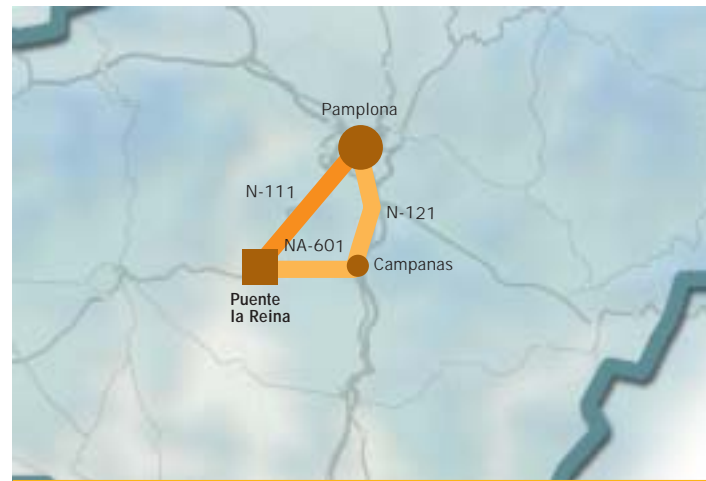 Pamplona
N-111
N-121
NA-601
Campanas
Puente
la Reina